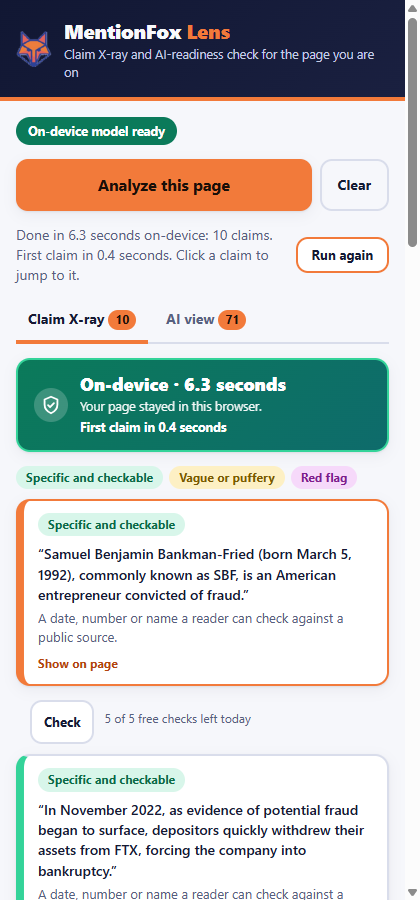 MentionFox Lens
Claim X-ray and AI-readiness check for the page you are
on
On-device model ready
Analyze this page
Clear
Done in 6.3 seconds on-device: 10 claims.
First claim in 0.4 seconds. Click a claim to
jump to it.
Run again
Claim X-ray 10
AI view 71
On-device · 6.3 seconds
Your page stayed in this browser.
First claim in 0.4 seconds
Specific and checkable
Vague or puffery
Red flag
Specific and checkable
“Samuel Benjamin Bankman-Fried (born March 5,
1992), commonly known as SBF, is an American
entrepreneur convicted of fraud.”
A date, number or name a reader can check against a
public source.
Show on page
Check
5 of 5 free checks left today
Specific and checkable
“In November 2022, as evidence of potential fraud
began to surface, depositors quickly withdrew their
assets from FTX, forcing the company into
bankruptcy.”
A date, number or name a reader can check against a